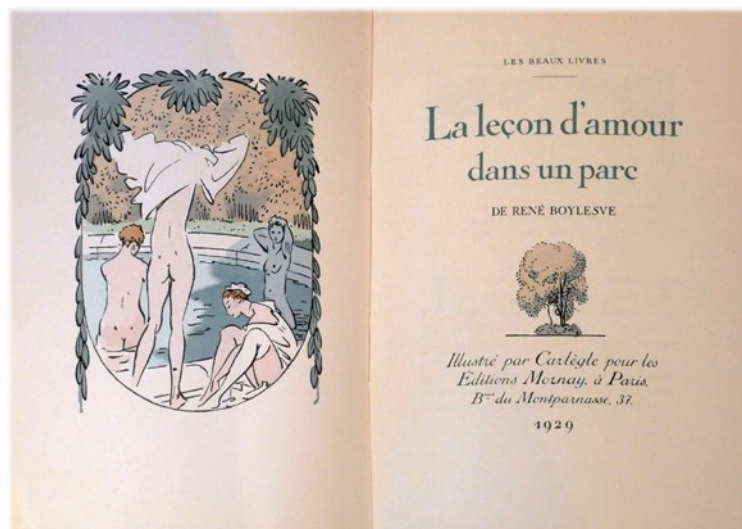 LES BEAUX LIVRES
La leçon d'amour
dans un parc
DE RENÉ BOYLESVE
Illustré par Carlègle pour les
Éditions Mornay, à Paris,
Bard du Montparnasse, 37.
1929